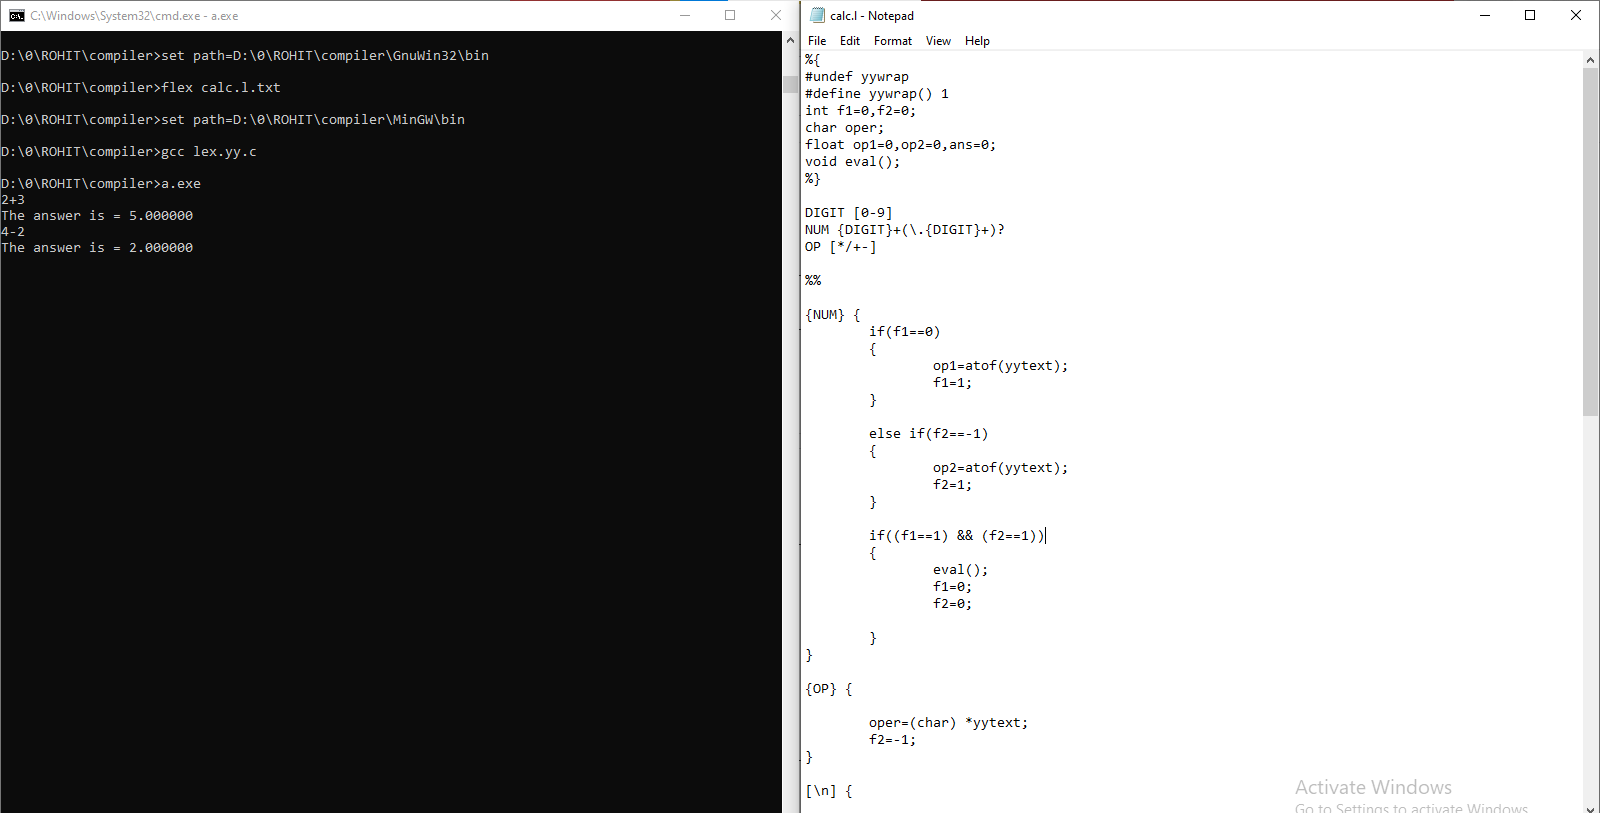 C:\Windows\System32\cmd.exe - a.exe
D:\0\ROHIT\compiler>set path=D:\0\ROHIT\compiler\GnuWin32\bin
D:\0\ROHIT\compiler>flex calc.l.txt
D:\0\ROHIT\compiler>set path=D:\0\ROHIT\compiler\MinGW\bin
D:\0\ROHIT\compiler>gcc lex.yy.c
D:\0\ROHIT\compiler>a.exe
2+3
The answer is = 5.000000
4-2
The answer is = 2.000000
calc.l - Notepad
File Edit Format View Help
%{
#undef yywrap
#define yywrap() 1
int f1=0,f2=0;
char oper;
float op1=0,op2=0,ans=0;
void eval();
%}
DIGIT [0-9]
NUM {DIGIT}+(\.{DIGIT}+)?
OP [*/+-]
%%
{NUM} {
if(f1==0)
{
op1=atof(yytext);
f1=1;
}
else if(f2==-1)
{
op2=atof(yytext);
f2=1;
}
if((f1==1) && (f2==1))
{
eval();
f1=0;
f2=0;
}
}
{OP} {
oper=(char) *yytext;
f2=-1;
}
[\n] {
Activate Windows
Go to Settings to activate Windows.